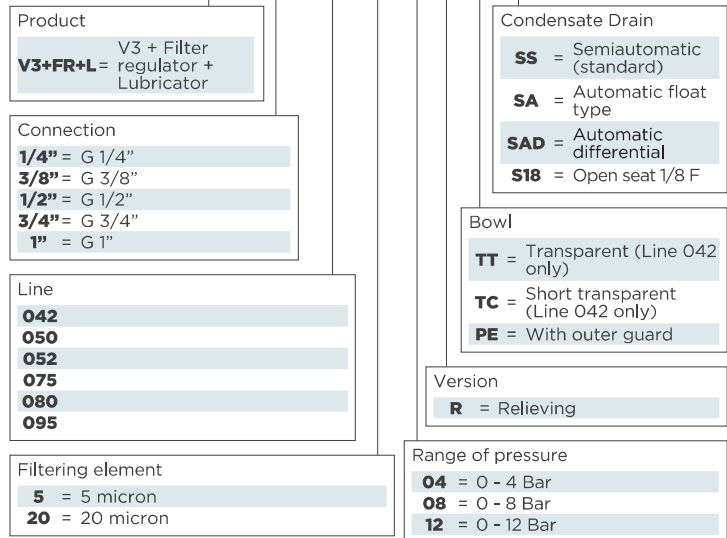 Product
V3+FR+L = V3 + Filter
regulator +
Lubricator
Connection
1/4” = G 1/4”
3/8” = G 3/8”
1/2” = G 1/2”
3/4” = G 3/4”
1” = G 1”
Line
042
050
052
075
080
095
Filtering element
5 = 5 micron
20 = 20 micron
Condensate Drain
SS = Semiautomatic
(standard)
SA = Automatic float
type
SAD = Automatic
differential
S18 = Open seat 1/8 F
Bowl
TT = Transparent (Line 042
only)
TC = Short transparent
(Line 042 only)
PE = With outer guard
Version
R = Relieving
Range of pressure
04 = 0 - 4 Bar
08 = 0 - 8 Bar
12 = 0 - 12 Bar